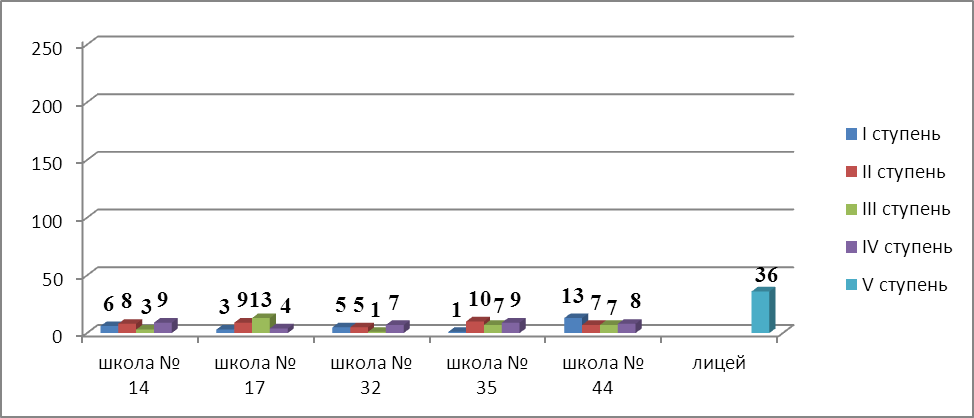 250
200
150
100
50
0
6 8 3 9
3 9 13 4
5 5 1 7
1 10 7 9
13 7 7 8
36
школа №
14
школа №
17
школа №
32
школа №
35
школа №
44
лицей
I ступень
II ступень
III ступень
IV ступень
V ступень